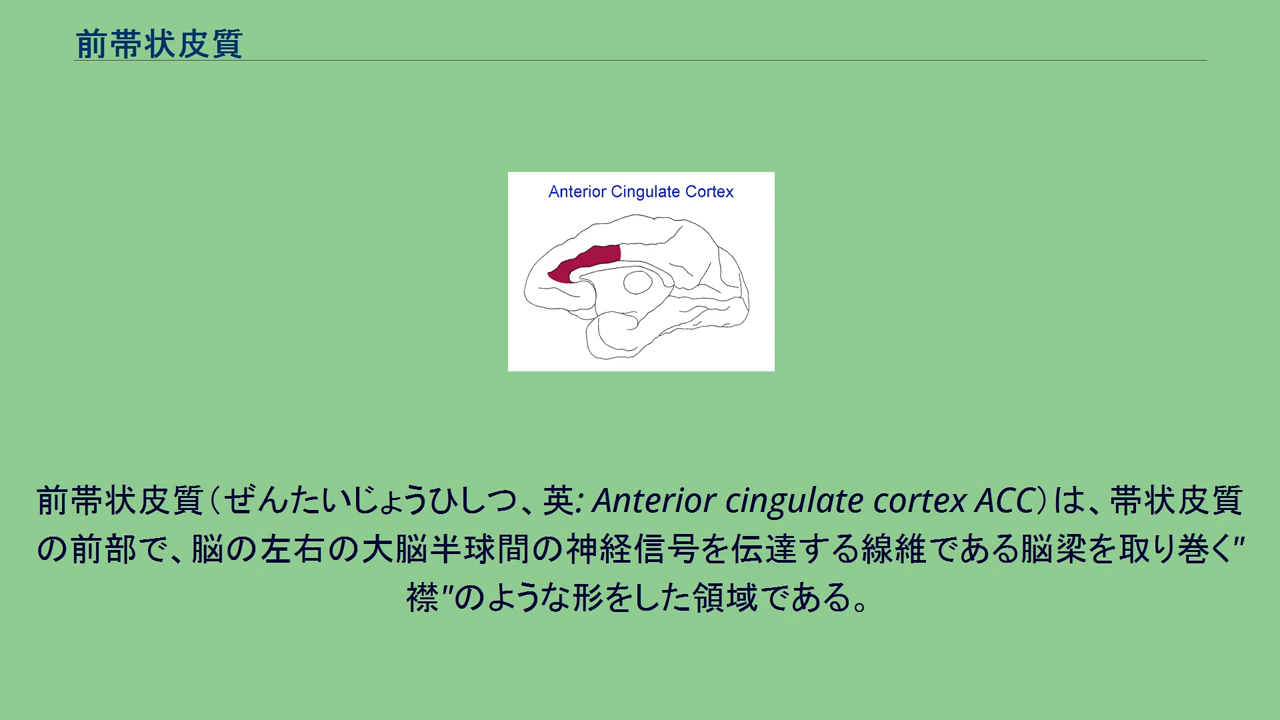 前帯状皮質
Anterior Cingulate Cortex
前帯状皮質（ぜんたいじょうひしつ、英: Anterior cingulate cortex ACC）は、帯状皮質
の前部で、脳の左右の大脳半球間の神経信号を伝達する線維である脳梁を取り巻く"
襟"のような形をした領域である。